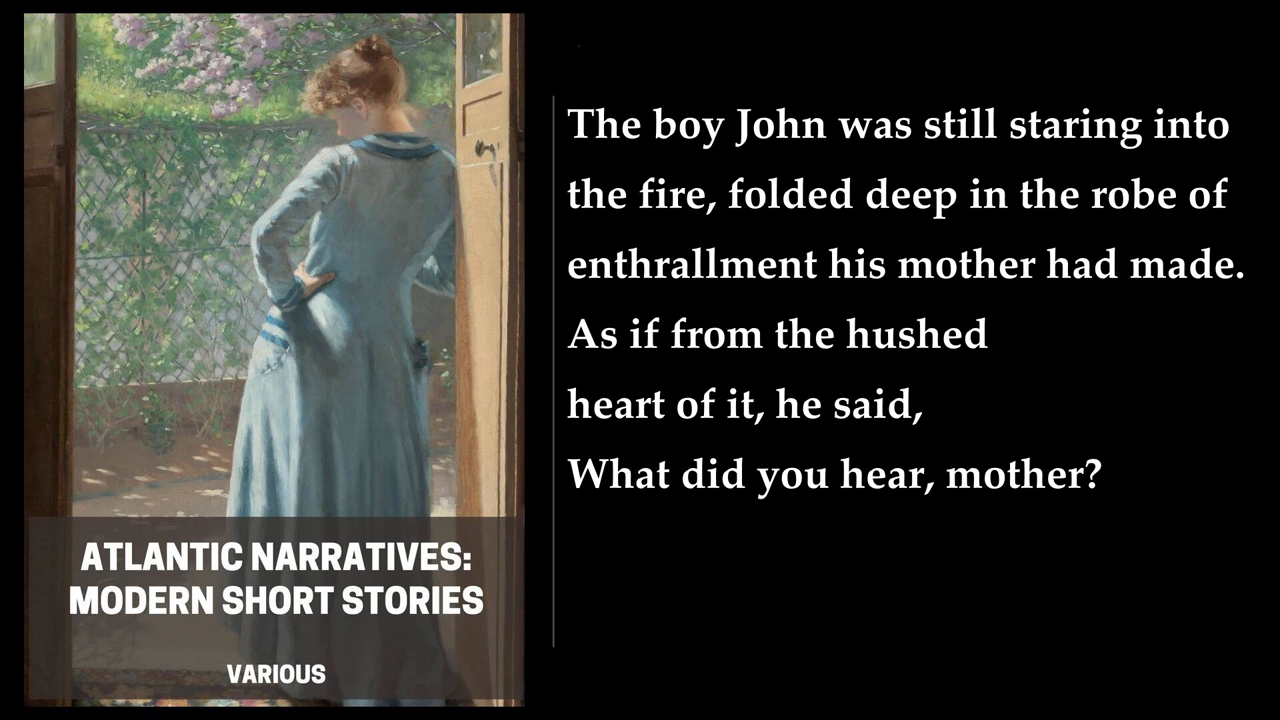 The boy John was still staring into
the fire, folded deep in the robe of
enthrallment his mother had made.
As if from the hushed
heart of it, he said,
What did you hear, mother?
ATLANTIC NARRATIVES:
MODERN SHORT STORIES
VARIOUS